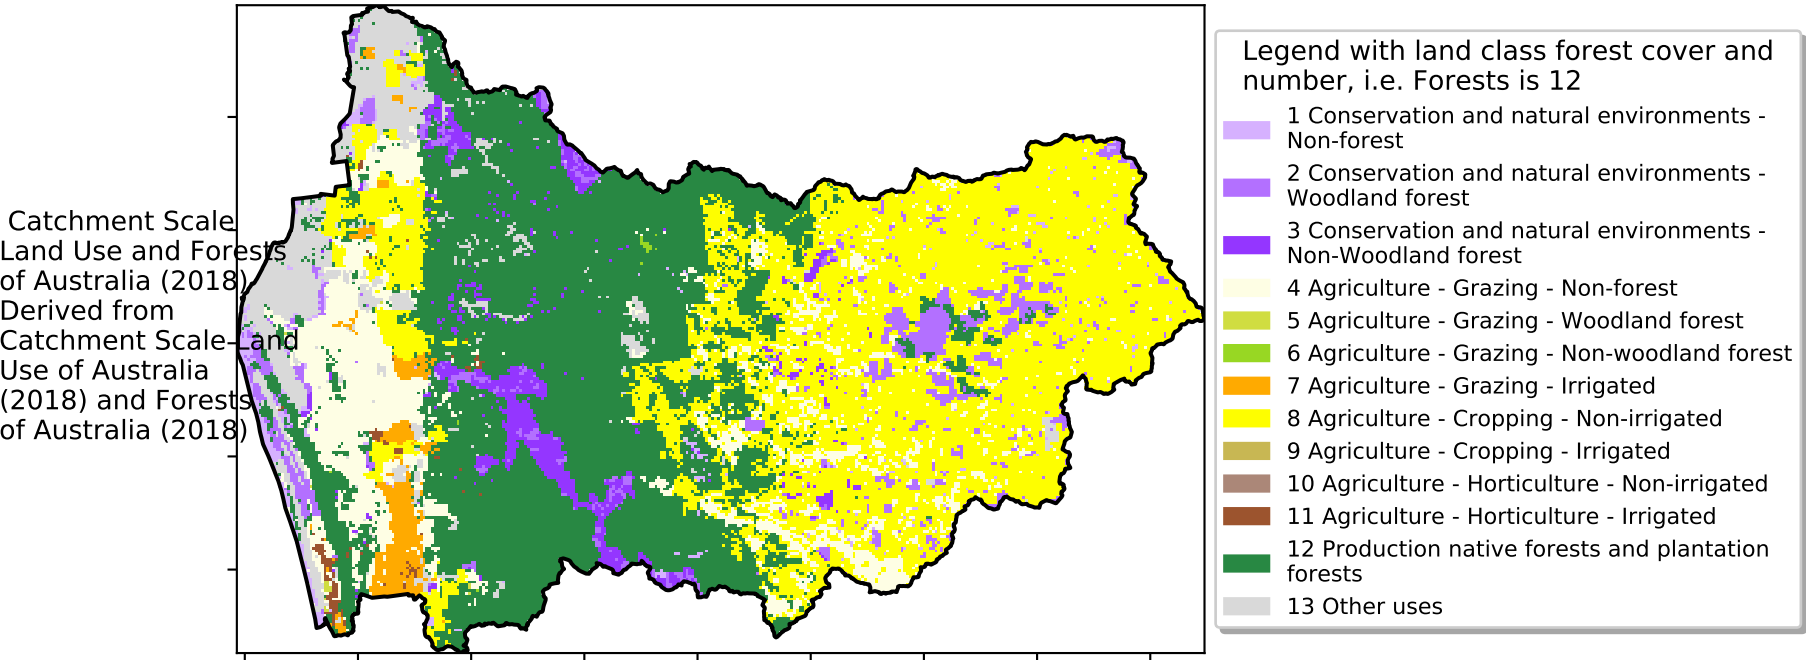 Catchment Scale
Land Use and Forests
of Australia (2018)
Derived from
Catchment Scale Land
Use of Australia
(2018) and Forests
of Australia (2018)
Legend with land class forest cover and
number, i.e. Forests is 12
1 Conservation and natural environments -
Non-forest
2 Conservation and natural environments -
Woodland forest
3 Conservation and natural environments -
Non-Woodland forest
4 Agriculture - Grazing - Non-forest
5 Agriculture - Grazing - Woodland forest
6 Agriculture - Grazing - Non-woodland forest
7 Agriculture - Grazing - Irrigated
8 Agriculture - Cropping - Non-irrigated
9 Agriculture - Cropping - Irrigated
10 Agriculture - Horticulture - Non-irrigated
11 Agriculture - Horticulture - Irrigated
12 Production native forests and plantation
forests
13 Other uses